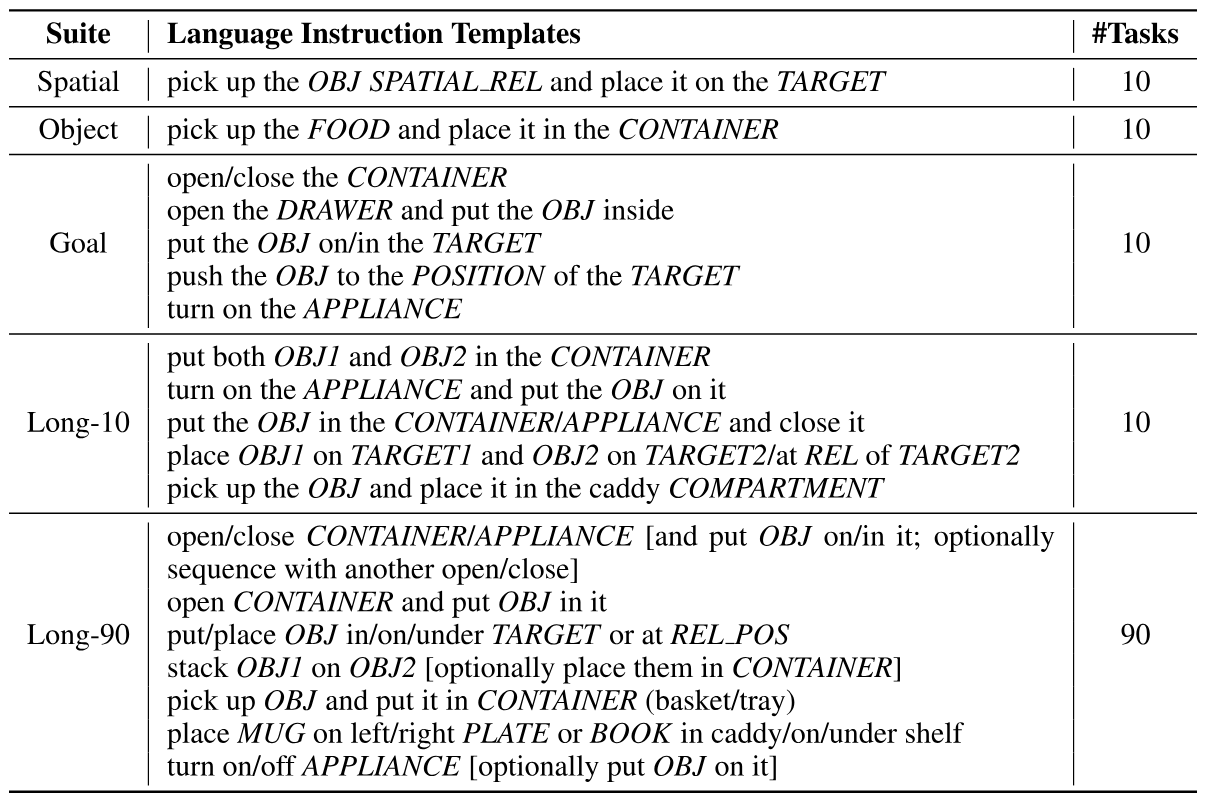 Suite Language Instruction Templates #Tasks
Spatial pick up the OBJ SPATIAL_REL and place it on the TARGET 10
Object pick up the FOOD and place it in the CONTAINER 10
open/close the CONTAINER
open the DRAWER and put the OBJ inside
Goal put the OBJ on/in the TARGET 10
push the OBJ to the POSITION of the TARGET
turn on the APPLIANCE
put both OBJ1 and OBJ2 in the CONTAINER
turn on the APPLIANCE and put the OBJ on it
Long-10 put the OBJ in the CONTAINER/APPLIANCE and close it 10
place OBJ1 on TARGET1 and OBJ2 on TARGET2/at REL of TARGET2
pick up the OBJ and place it in the caddy COMPARTMENT
open/close CONTAINER/APPLIANCE [and put OBJ on/in it; optionally
sequence with another open/close]
open CONTAINER and put OBJ in it
Long-90 put/place OBJ in/on/under TARGET or at REL_POS 90
stack OBJ1 on OBJ2 [optionally place them in CONTAINER]
pick up OBJ and put it in CONTAINER (basket/tray)
place MUG on left/right PLATE or BOOK in caddy/on/under shelf
turn on/off APPLIANCE [optionally put OBJ on it]